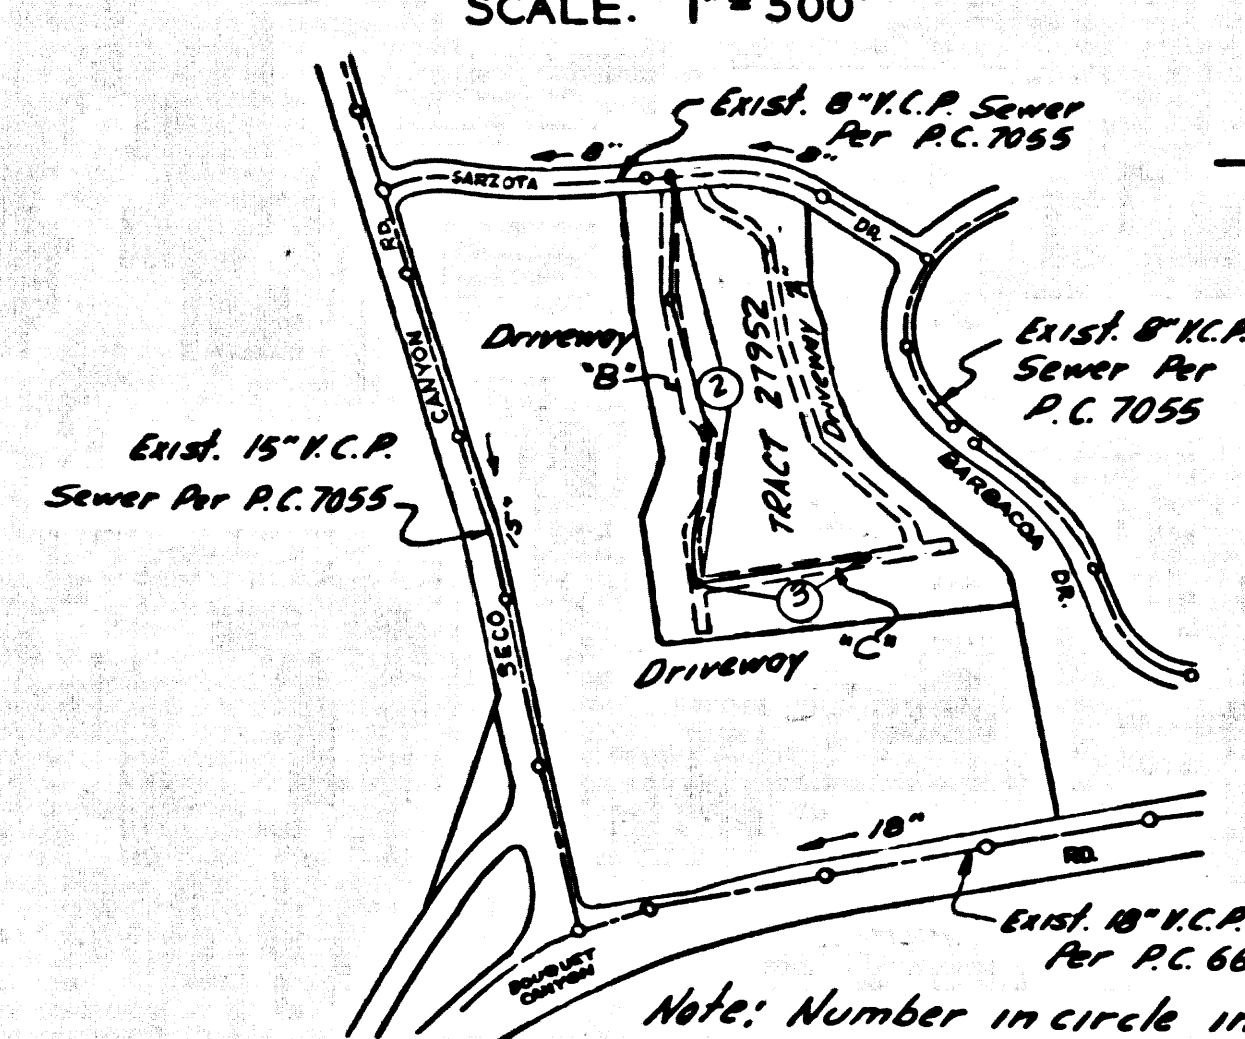 SCALE. 1" = 500'
Exist. 8" V.C.P. Sewer
Per P.C. 7055
8"
8"
SARZOTA
DR.
RD.
CANYON
SECO
Driveway
"B"
2
TRACT 27952
Driveway "A"
Exist. 8" V.C.P.
Sewer Per
P.C. 7055
Exist. 15" V.C.P.
Sewer Per P.C. 7055
15"
BARBACOA
DR.
3
"C"
Driveway
18"
RD.
Exist. 18" V.C.P.
Per P.C. 66
BOUQUET
CANYON
Note: Number in circle